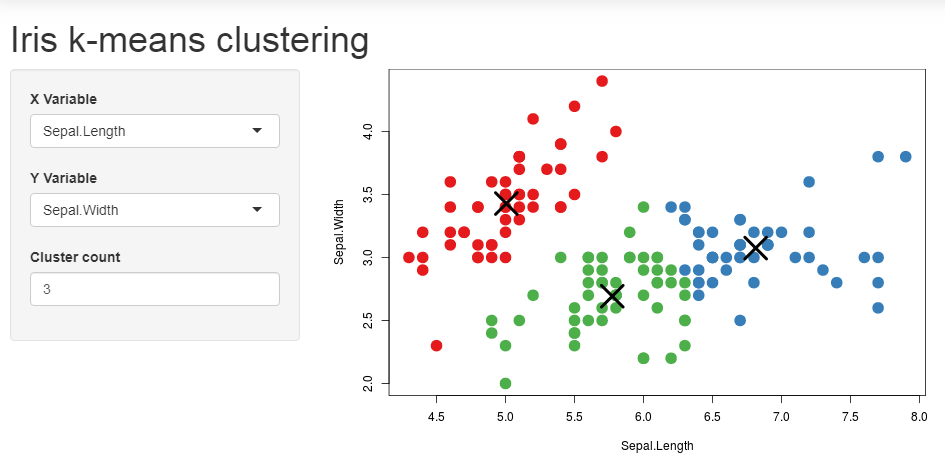 Iris k-means clustering
X Variable
Sepal.Length
Y Variable
Sepal.Width
Cluster count
3
Sepal.Width
4.0
3.5
3.0
2.5
2.0
4.5 5.0 5.5 6.0 6.5 7.0 7.5 8.0
Sepal.Length